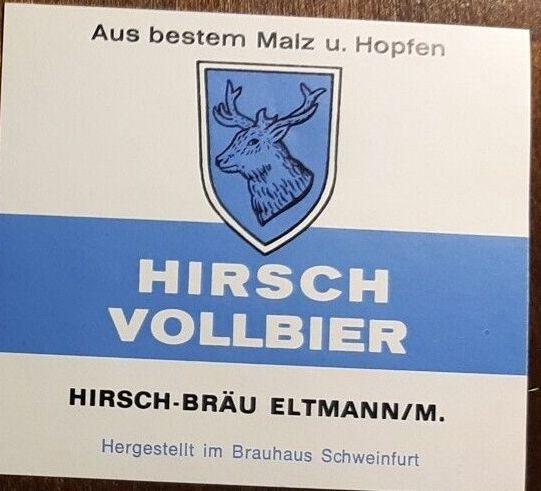 Aus bestem Malz u. Hopfen
HIRSCH
VOLLBIER
HIRSCH-BRÄU ELTMANN/M.
Hergestellt im Brauhaus Schweinfurt